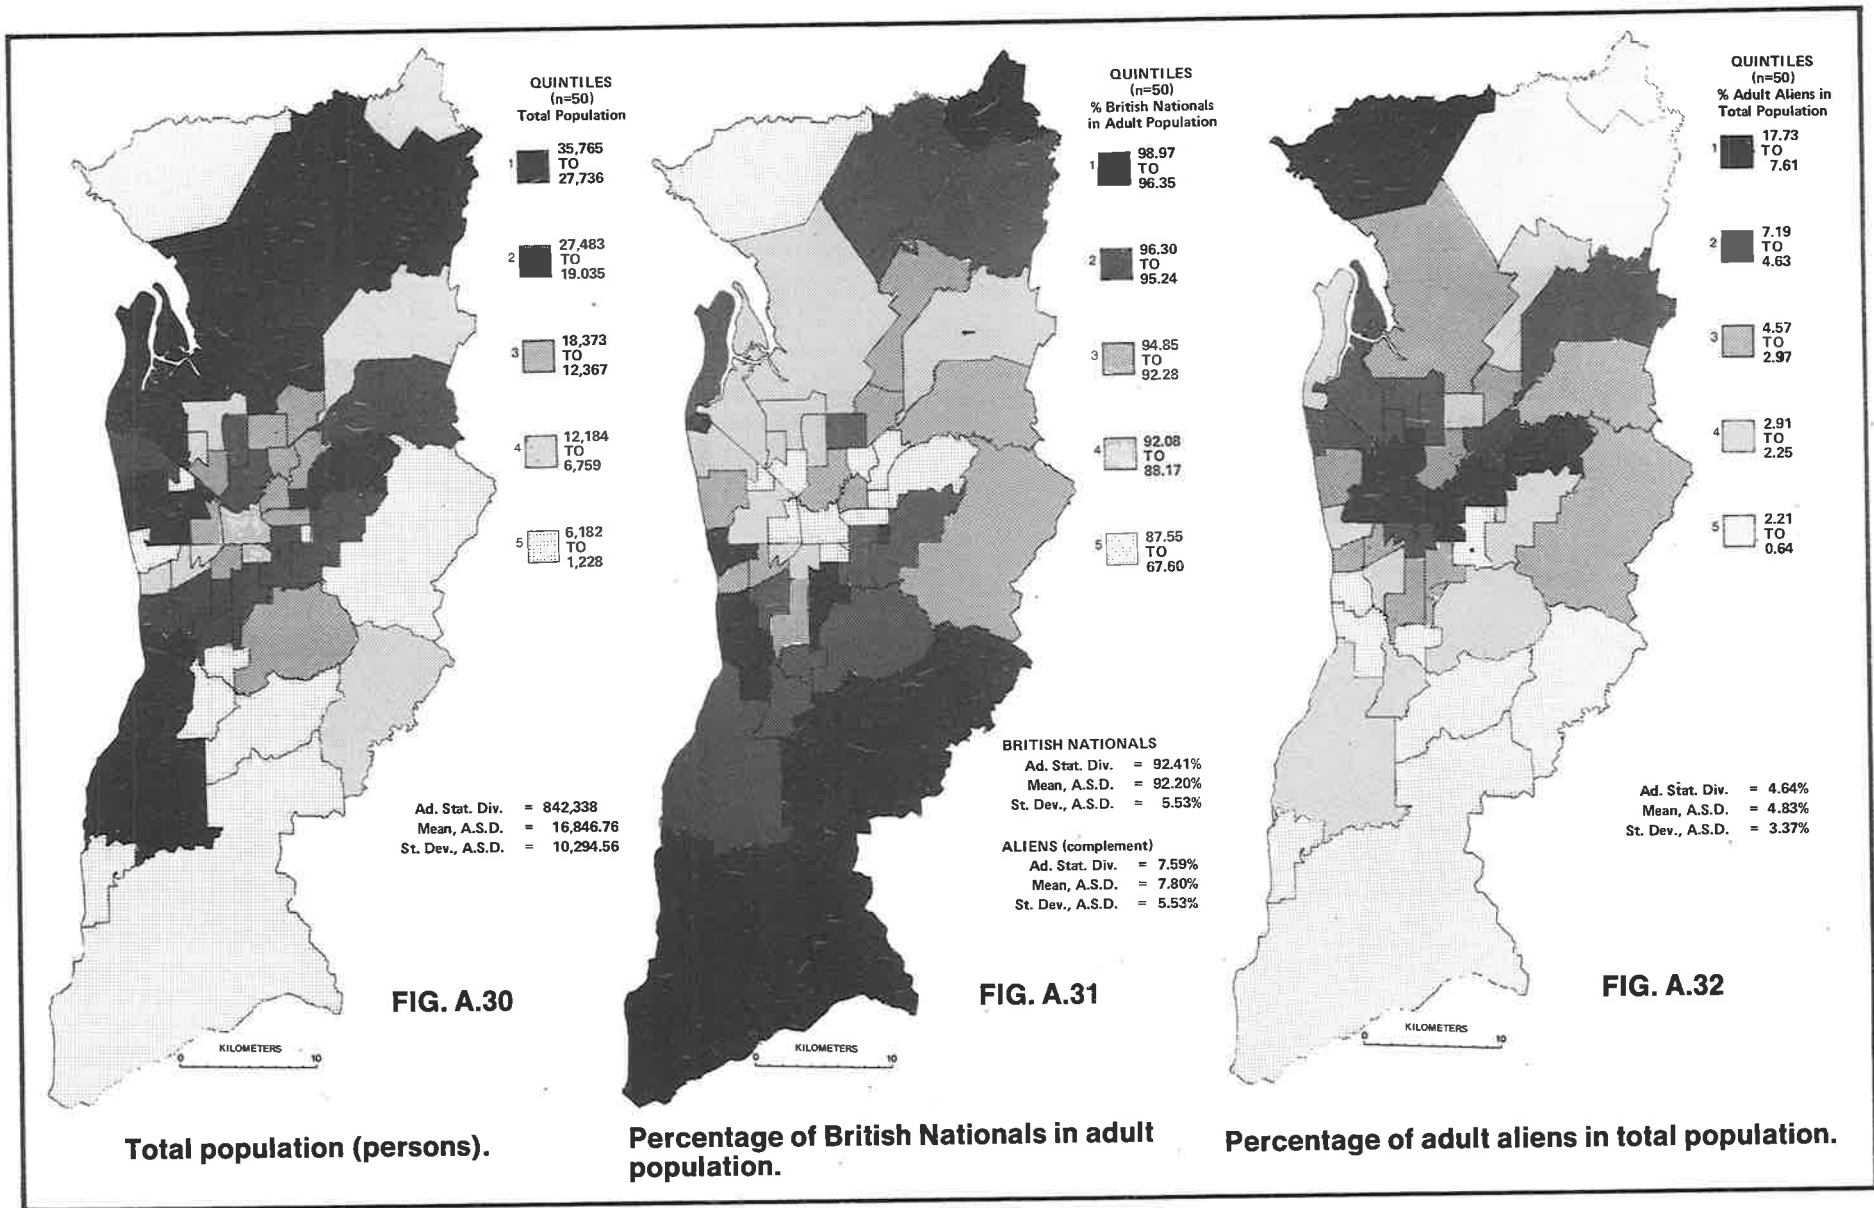 QUINTILES
(n=50)
Total Population
1
35,765
TO
27,736
2
27,483
TO
19.035
3
18,373
TO
12,367
4
12,184
TO
6,759
5
6,182
TO
1,228
Ad. Stat. Div. = 842,338
Mean, A.S.D. = 16,846.76
St. Dev., A.S.D. = 10,294.56
FIG. A.30
KILOMETERS
0 10
Total population (persons).
QUINTILES
(n=50)
% British Nationals
in Adult Population
1
98.97
TO
96.35
2
96.30
TO
95.24
3
94.85
TO
92.28
4
92.08
TO
88.17
5
87.55
TO
67.60
BRITISH NATIONALS
Ad. Stat. Div. = 92.41%
Mean, A.S.D. = 92.20%
St. Dev., A.S.D. = 5.53%
ALIENS (complement)
Ad. Stat. Div. = 7.59%
Mean, A.S.D. = 7.80%
St. Dev., A.S.D. = 5.53%
FIG. A.31
KILOMETERS
0 10
Percentage of British Nationals in adult
population.
QUINTILES
(n=50)
% Adult Aliens in
Total Population
1
17.73
TO
7.61
2
7.19
TO
4.63
3
4.57
TO
2.97
4
2.91
TO
2.25
5
2.21
TO
0.64
Ad. Stat. Div. = 4.64%
Mean, A.S.D. = 4.83%
St. Dev., A.S.D. = 3.37%
FIG. A.32
KILOMETERS
0 10
Percentage of adult aliens in total population.